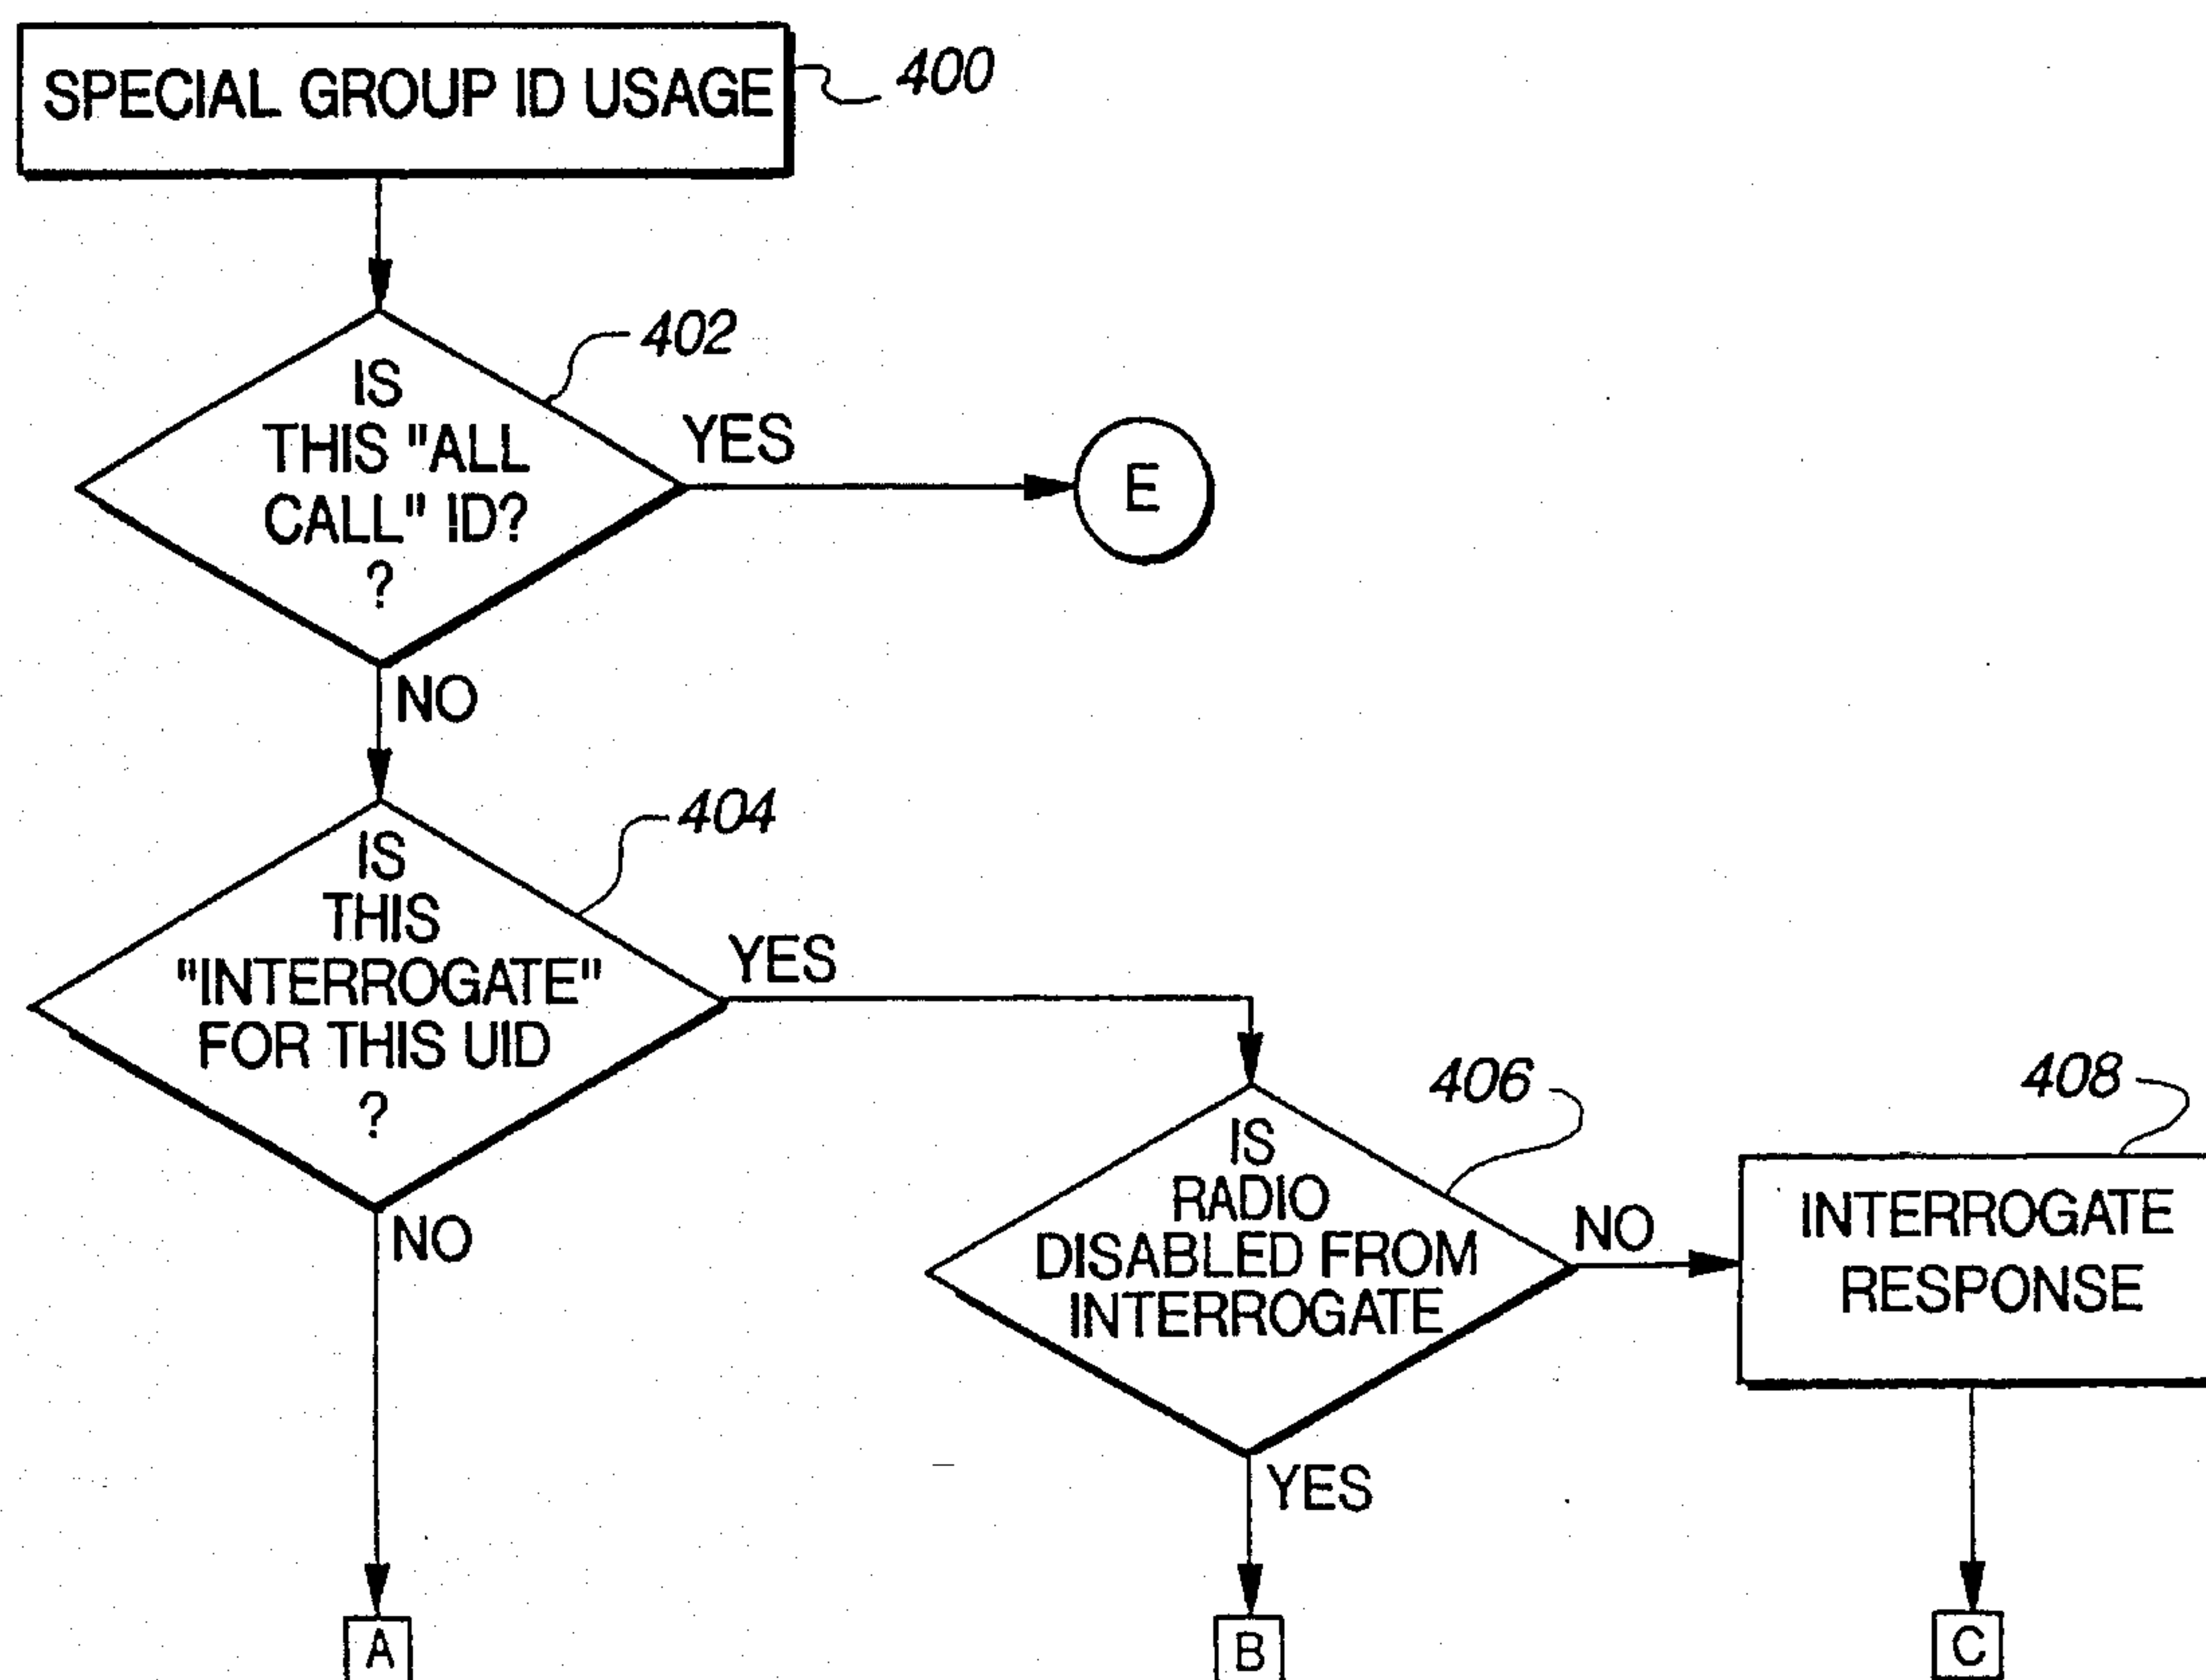 SPECIAL GROUP ID USAGE
400
402
IS
THIS "ALL
CALL" ID?
?
YES
E
NO
404
IS
THIS
"INTERROGATE"
FOR THIS UID
?
YES
NO
406
IS
RADIO
DISABLED FROM
INTERROGATE
NO
YES
408
INTERROGATE
RESPONSE
A
B
C